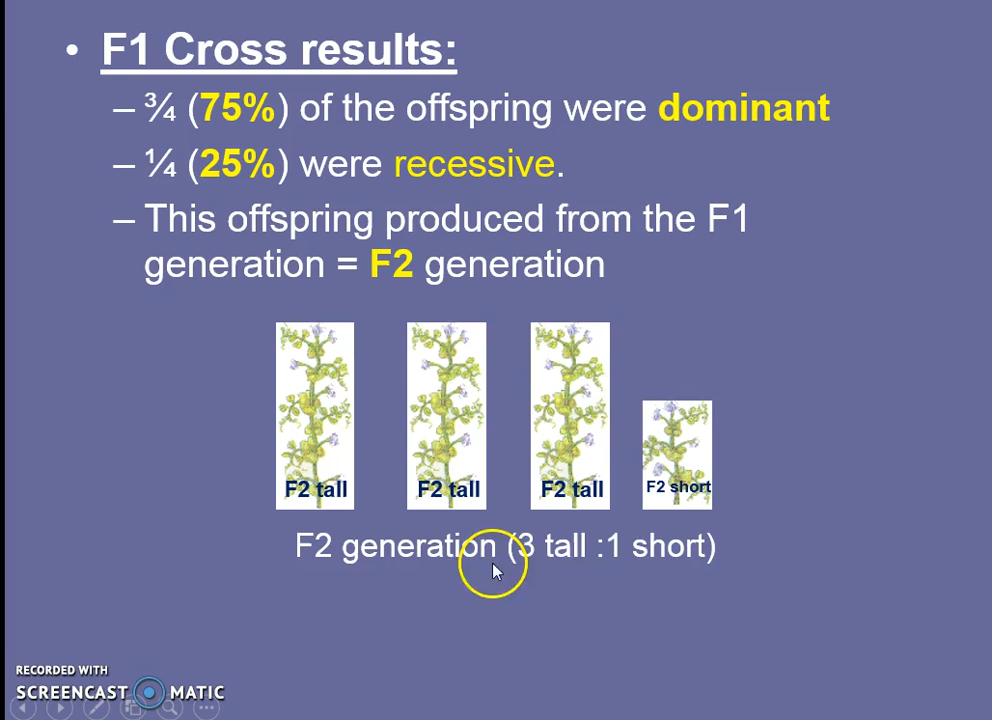 • F1 Cross results:
– ¾ (75%) of the offspring were dominant
– ¼ (25%) were recessive.
– This offspring produced from the F1
generation = F2 generation
F2 tall
F2 tall
F2 tall
F2 short
F2 generation (3 tall :1 short)
RECORDED WITH
SCREENCAST MATIC